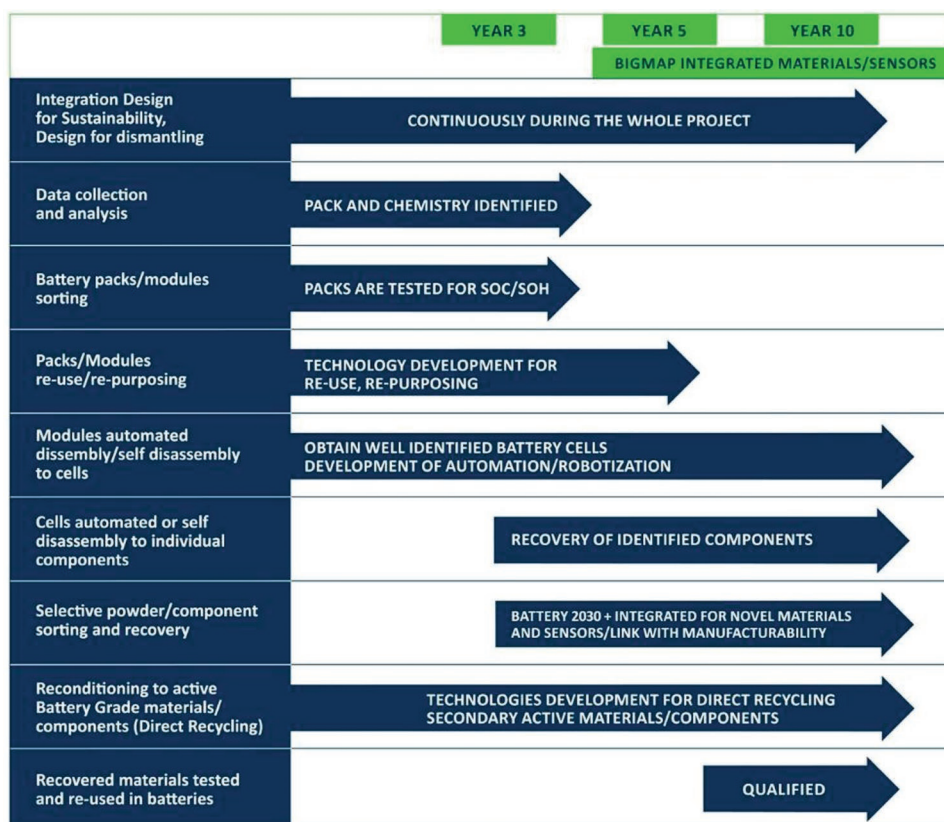 YEAR 3
YEAR 5
YEAR 10
BIGMAP INTEGRATED MATERIALS/SENSORS
Integration Design
for Sustainability,
Design for dismantling
CONTINUOUSLY DURING THE WHOLE PROJECT
Data collection
and analysis
PACK AND CHEMISTRY IDENTIFIED
Battery packs/modules
sorting
PACKS ARE TESTED FOR SOC/SOH
Packs/Modules
re-use/re-purposing
TECHNOLOGY DEVELOPMENT FOR
RE-USE, RE-PURPOSING
Modules automated
dissembly/self disassembly
to cells
OBTAIN WELL IDENTIFIED BATTERY CELLS
DEVELOPMENT OF AUTOMATION/ROBOTIZATION
Cells automated or self
disassembly to individual
components
RECOVERY OF IDENTIFIED COMPONENTS
Selective powder/component
sorting and recovery
BATTERY 2030 + INTEGRATED FOR NOVEL MATERIALS
AND SENSORS/LINK WITH MANUFACTURABILITY
Reconditioning to active
Battery Grade materials/
components (Direct Recycling)
TECHNOLOGIES DEVELOPMENT FOR DIRECT RECYCLING
SECONDARY ACTIVE MATERIALS/COMPONENTS
Recovered materials tested
and re-used in batteries
QUALIFIED